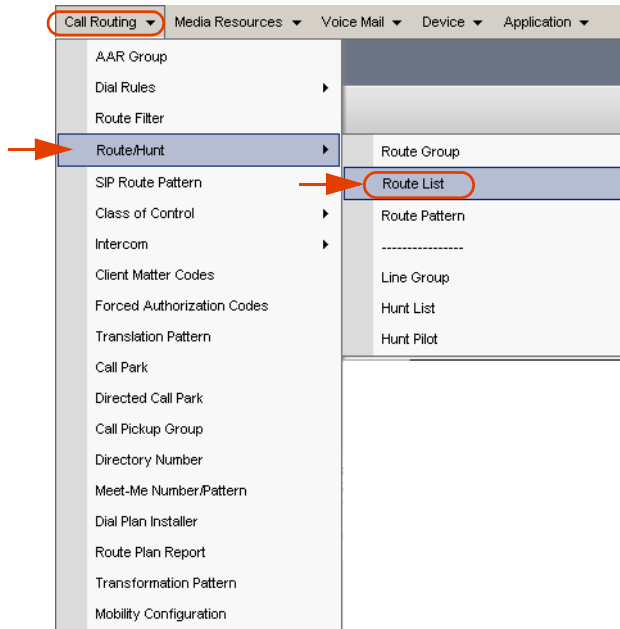 Call Routing Media Resources Voice Mail Device Application
AAR Group
Dial Rules
Route Filter
Route/Hunt
SIP Route Pattern
Class of Control
Intercom
Client Matter Codes
Forced Authorization Codes
Translation Pattern
Call Park
Directed Call Park
Call Pickup Group
Directory Number
Meet-Me Number/Pattern
Dial Plan Installer
Route Plan Report
Transformation Pattern
Mobility Configuration
Route Group
Route List
Route Pattern
----------------
Line Group
Hunt List
Hunt Pilot